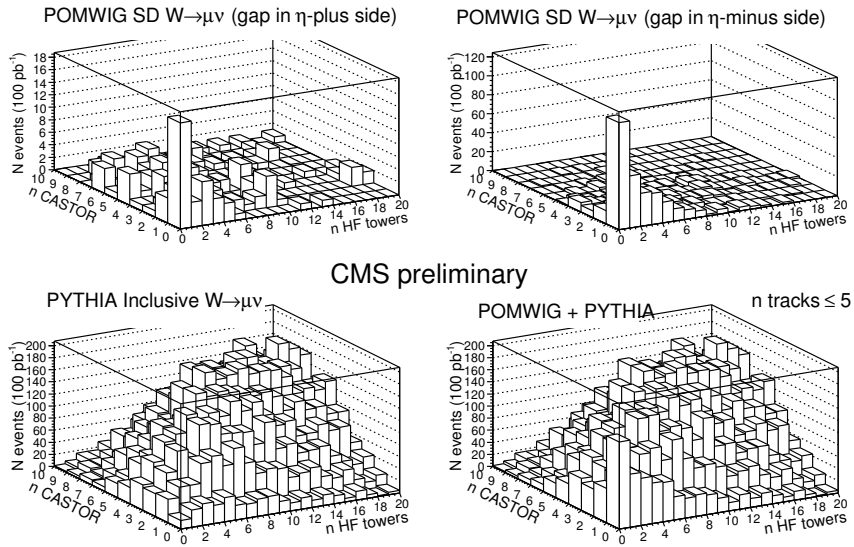 POMWIG SD W→μν (gap in η-plus side)
N events (100 pb⁻¹)
18
16
14
12
10
8
6
4
2
0
10 9 8 7 6 5 4 3 2 1 0
n CASTOR
0 2 4 6 8 10 12 14 16 18 20
n HF towers
POMWIG SD W→μν (gap in η-minus side)
N events (100 pb⁻¹)
120
100
80
60
40
20
0
10 9 8 7 6 5 4 3 2 1 0
n CASTOR
0 2 4 6 8 10 12 14 16 18 20
n HF towers
CMS preliminary
PYTHIA Inclusive W→μν
N events (100 pb⁻¹)
200
180
160
140
120
100
80
60
40
20
0
10 9 8 7 6 5 4 3 2 1 0
n CASTOR
0 2 4 6 8 10 12 14 16 18 20
n HF towers
POMWIG + PYTHIA
n tracks ≤ 5
N events (100 pb⁻¹)
200
180
160
140
120
100
80
60
40
20
0
10 9 8 7 6 5 4 3 2 1 0
n CASTOR
0 2 4 6 8 10 12 14 16 18 20
n HF towers